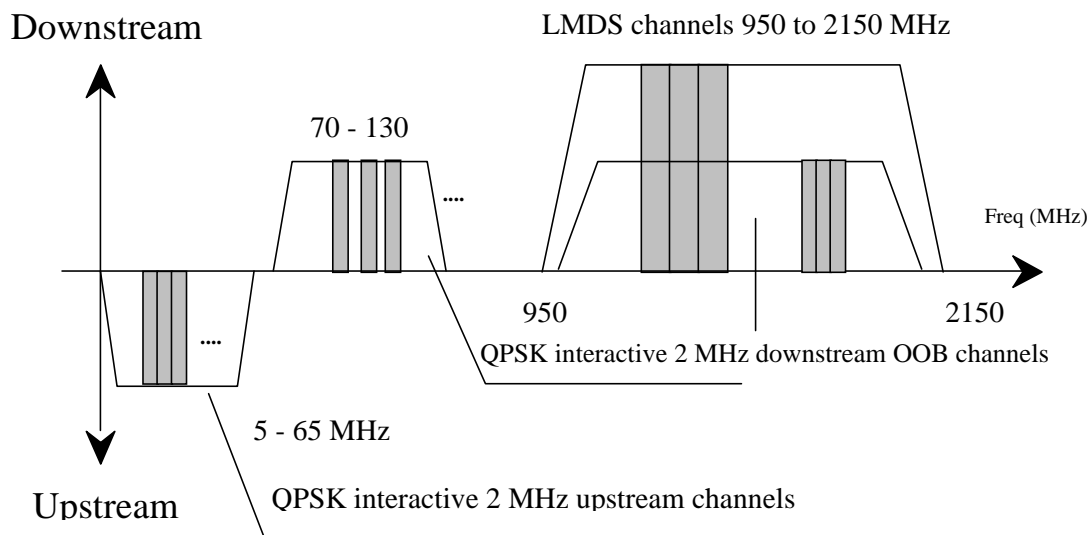 Downstream
LMDS channels 950 to 2150 MHz
70 - 130
....
Freq (MHz)
950
2150
....
QPSK interactive 2 MHz downstream OOB channels
5 - 65 MHz
QPSK interactive 2 MHz upstream channels
Upstream